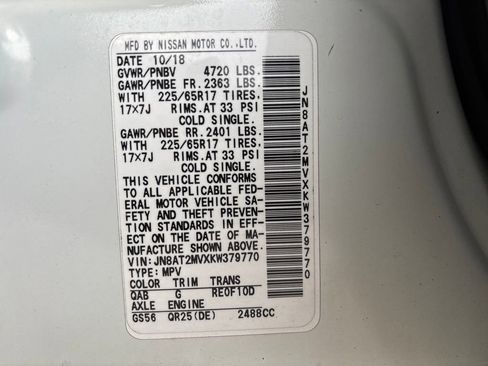 MFD BY NISSAN MOTOR CO.,LTD.
DATE 10/18
GVWR/PNBV 4720 LBS.
GAWR/PNBE FR.2363 LBS.
WITH 225/65R17 TIRES.
17X7J RIMS.AT 33 PSI
COLD SINGLE.
GAWR/PNBE RR.2401 LBS.
WITH 225/65R17 TIRES.
17X7J RIMS.AT 33 PSI
COLD SINGLE.
THIS VEHICLE CONFORMS
TO ALL APPLICABLE FED-
ERAL MOTOR VEHICLE SA-
FETY AND THEFT PREVEN-
TION STANDARDS IN EFF-
ECT ON THE DATE OF MA-
NUFACTURE SHOWN ABOVE.
VIN:JN8AT2MVXKW379770
TYPE:MPV
COLOR TRIM TRANS
QAB G RE0F10D
AXLE ENGINE
GS56 QR25(DE) 2488CC
JN8AT2MVXKW379770